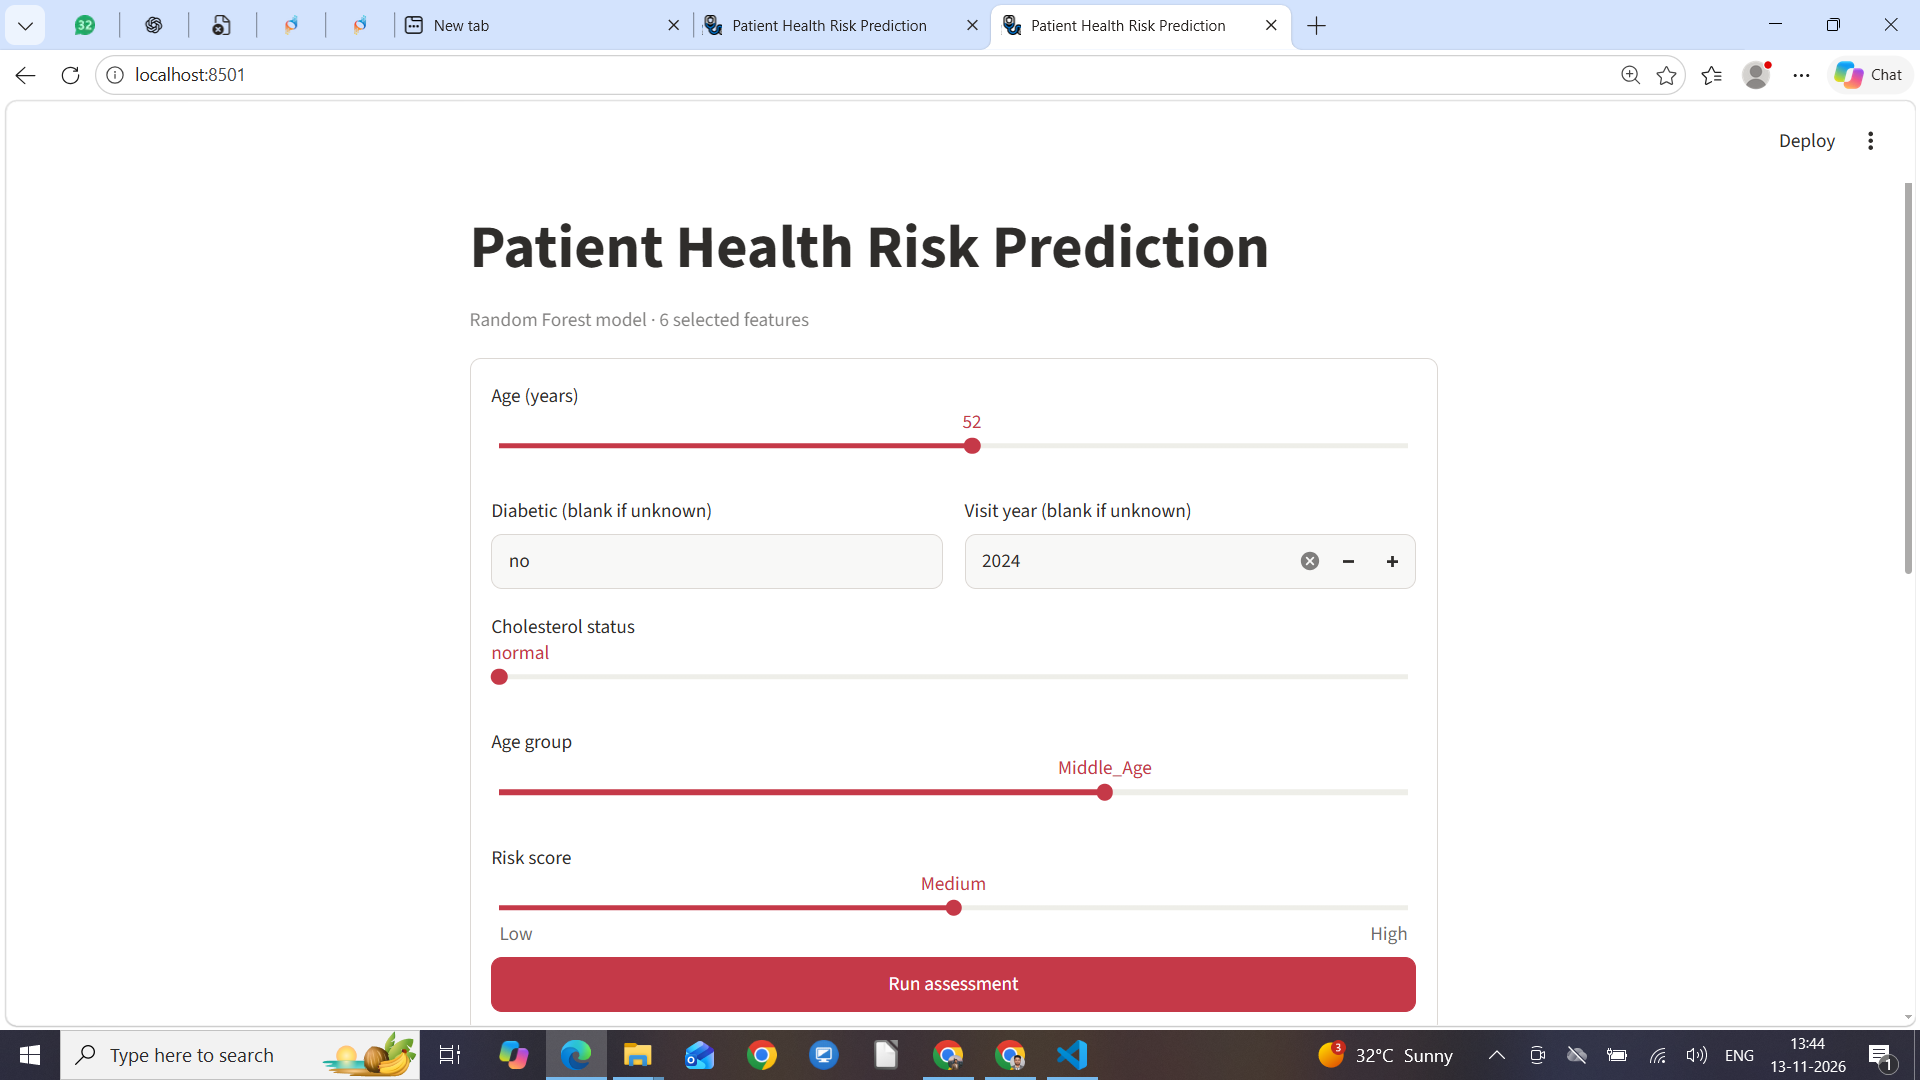 32
New tab
Patient Health Risk Prediction
Patient Health Risk Prediction
localhost:8501
Chat
Deploy
Patient Health Risk Prediction
Random Forest model · 6 selected features
Age (years)
52
Diabetic (blank if unknown)
Visit year (blank if unknown)
no
2024
Cholesterol status
normal
Age group
Middle_Age
Risk score
Medium
Low
High
Run assessment
Type here to search
3
32°C Sunny
ENG
13:44
13-11-2026
1